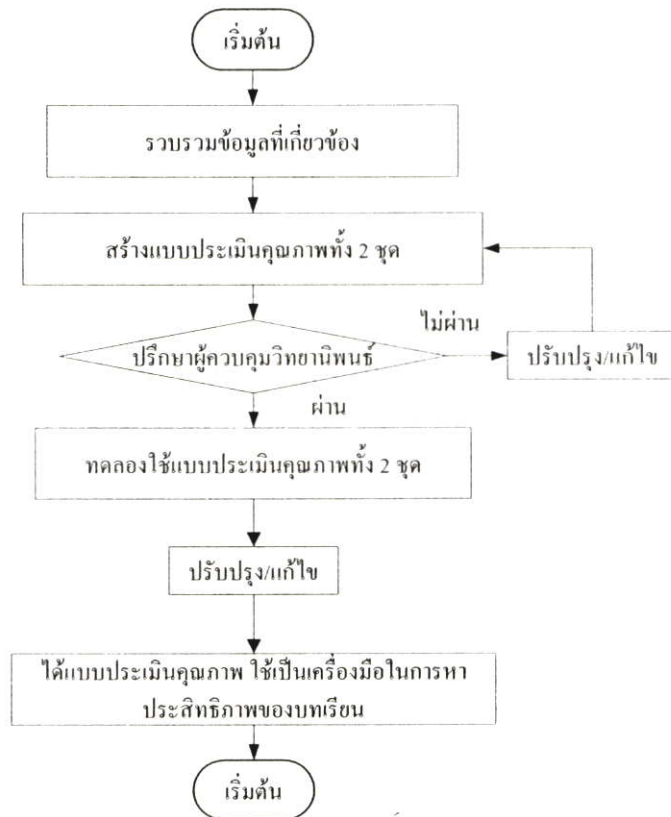 เริ่มต้น
รวบรวมข้อมูลที่เกี่ยวข้อง
สร้างแบบประเมินคุณภาพทั้ง 2 ชุด
ไม่ผ่าน
ปรึกษาผู้ควบคุมวิทยานิพนธ์
ปรับปรุง/แก้ไข
ผ่าน
ทดลองใช้แบบประเมินคุณภาพทั้ง 2 ชุด
ปรับปรุง/แก้ไข
ได้แบบประเมินคุณภาพ ใช้เป็นเครื่องมือในการหา
ประสิทธิภาพของบทเรียน
เริ่มต้น